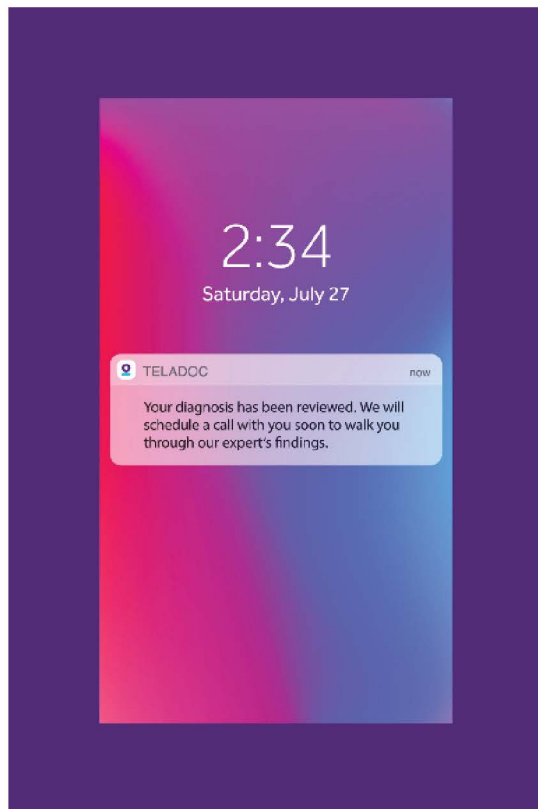 2:34
Saturday, July 27
TELADOC now
Your diagnosis has been reviewed. We will
schedule a call with you soon to walk you
through our expert's findings.